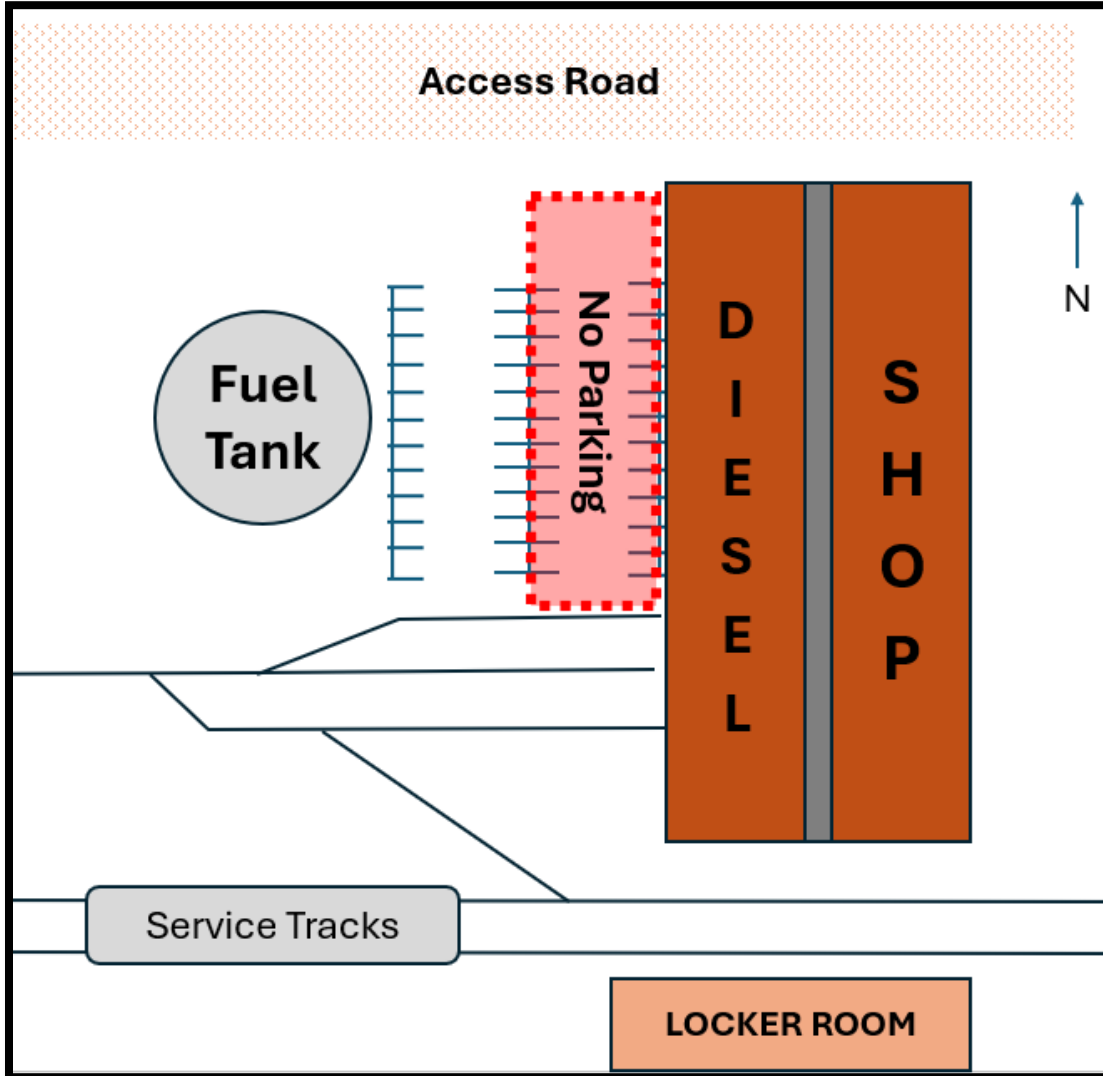 Access Road
N
No Parking
Fuel
Tank
DIESEL
SHOP
Service Tracks
LOCKER ROOM